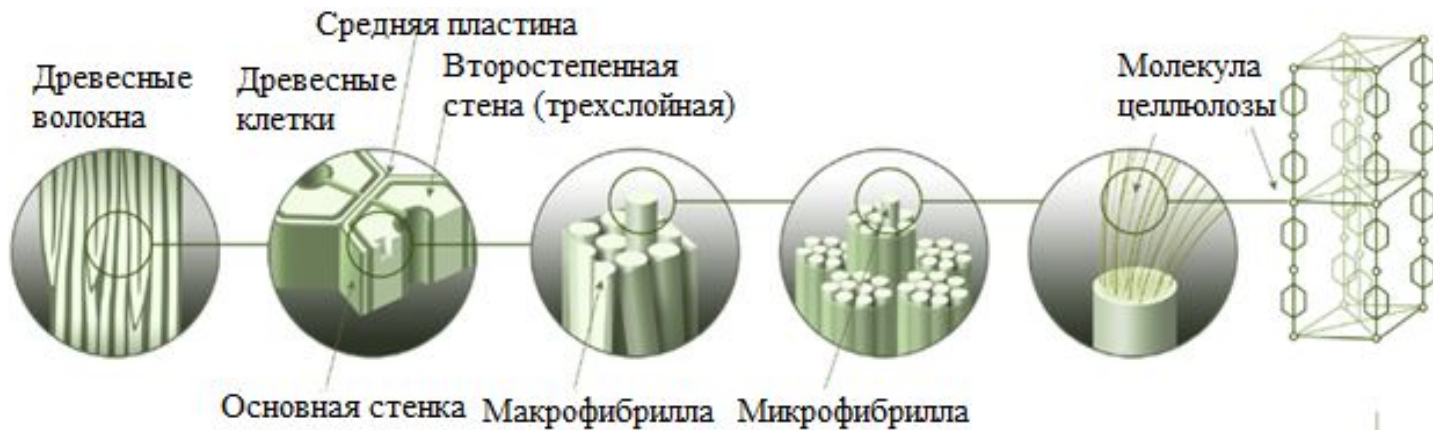 Средняя пластина
Древесные
волокна
Древесные
клетки
Второстепенная
стена (трехслойная)
Молекула
целлюлозы
Основная стенка
Макрофибрилла
Микрофибрилла